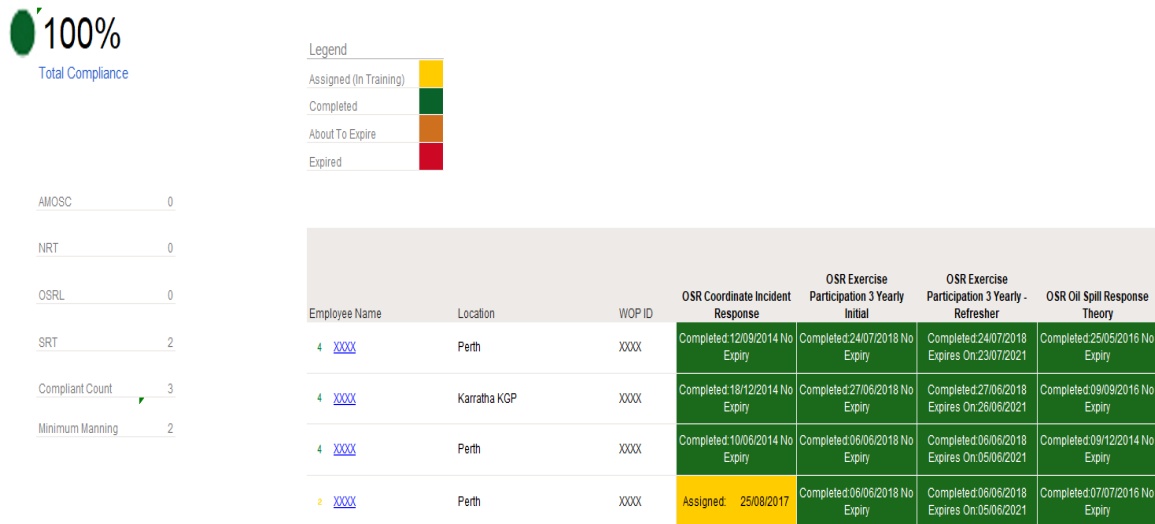 100%
Total Compliance
Legend
Assigned (In Training)
Completed
About To Expire
Expired
AMOSC 0
NRT 0
OSRL 0
SRT 2
Compliant Count 3
Minimum Manning 2
Employee Name Location WOP ID OSR Coordinate Incident Response OSR Exercise Participation 3 Yearly Initial OSR Exercise Participation 3 Yearly - Refresher OSR Oil Spill Response Theory
4 XXXX Perth XXXX Completed:12/09/2014 No Expiry Completed:24/07/2018 No Expiry Completed:24/07/2018 Expires On:23/07/2021 Completed:25/05/2016 No Expiry
4 XXXX Karratha KGP XXXX Completed:18/12/2014 No Expiry Completed:27/06/2018 No Expiry Completed:27/06/2018 Expires On:26/06/2021 Completed:09/09/2016 No Expiry
4 XXXX Perth XXXX Completed:10/06/2014 No Expiry Completed:06/06/2018 No Expiry Completed:06/06/2018 Expires On:05/06/2021 Completed:09/12/2014 No Expiry
2 XXXX Perth XXXX Assigned: 25/08/2017 Completed:06/06/2018 No Expiry Completed:06/06/2018 Expires On:05/06/2021 Completed:07/07/2016 No Expiry